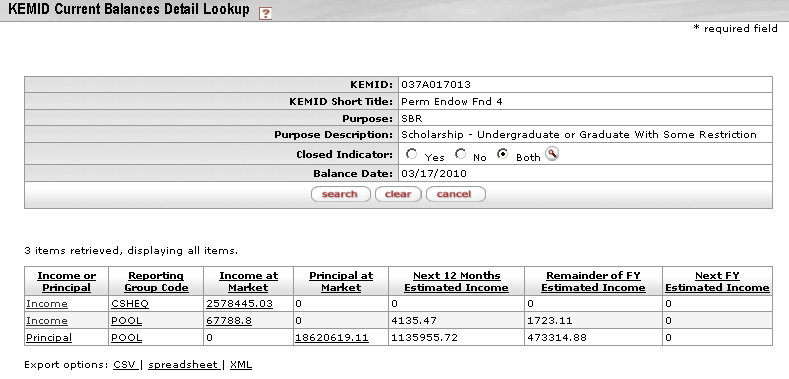 KEMID Current Balances Detail Lookup ?
* required field
KEMID: 037A017013
KEMID Short Title: Perm Endow Fnd 4
Purpose: SBR
Purpose Description: Scholarship - Undergraduate or Graduate With Some Restriction
Closed Indicator: Yes No Both
Balance Date: 03/17/2010
search clear cancel
3 items retrieved, displaying all items.
Income or Principal Reporting Group Code Income at Market Principal at Market Next 12 Months Estimated Income Remainder of FY Estimated Income Next FY Estimated Income
Income CSHEQ 2578445.03 0 0 0 0
Income POOL 67788.8 0 4135.47 1723.11 0
Principal POOL 0 18620619.11 1135955.72 473314.88 0
Export options: CSV | spreadsheet | XML